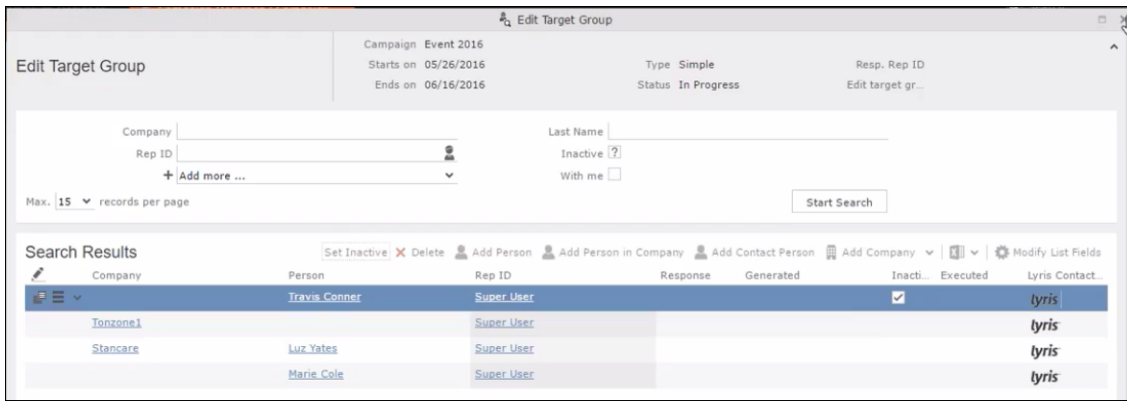 Edit Target Group
Edit Target Group
Campaign Event 2016
Starts on 05/26/2016 Type Simple Resp. Rep ID
Ends on 06/16/2016 Status In Progress Edit target gr...
Company Last Name
Rep ID Inactive ?
+ Add more ... With me
Max. 15 records per page Start Search
Search Results Set Inactive Delete Add Person Add Person in Company Add Contact Person Add Company Modify List Fields
Company Person Rep ID Response Generated Inacti... Executed Lyris Contact...
Travis Conner Super User lyris
Tonzone1 Super User lyris
Stancare Luz Yates Super User lyris
Marie Cole Super User lyris